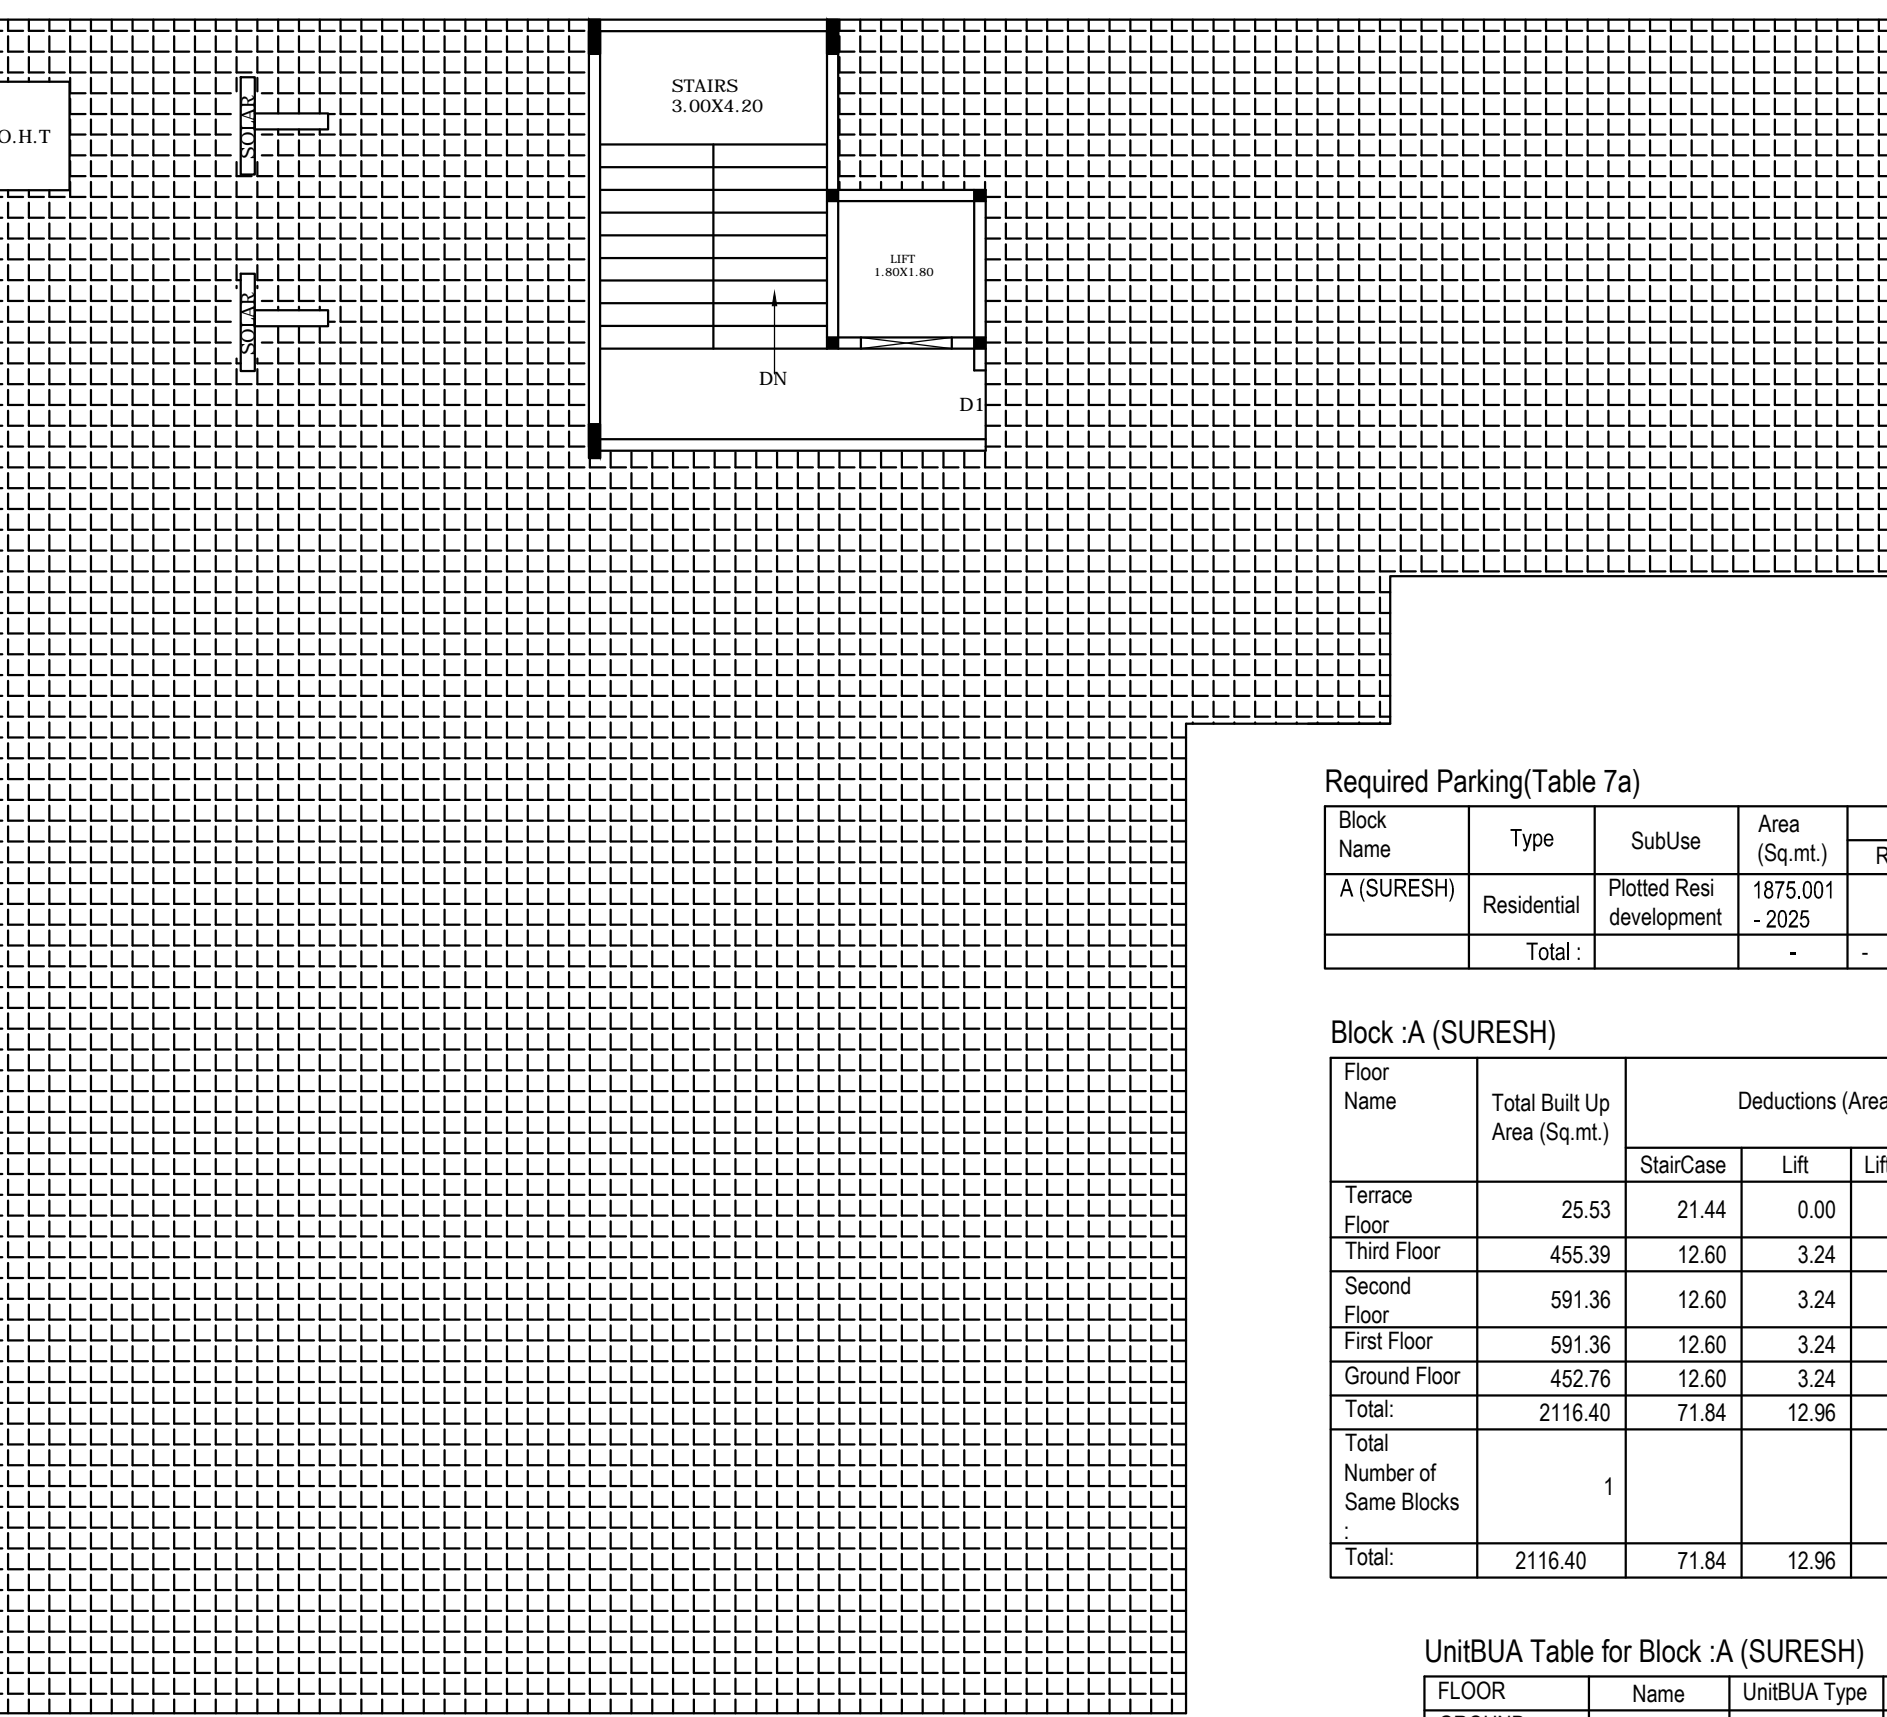 STAIRS
3.00X4.20
O.H.T
SOLAR
LIFT
1.80X1.80
SOLAR
DN
D1
Required Parking(Table 7a)
Block Name Type SubUse Area (Sq.mt.) R
A (SURESH) Residential Plotted Resi development 1875.001 - 2025
Total : - -
Block :A (SURESH)
Floor Name Total Built Up Area (Sq.mt.) Deductions (Area
StairCase Lift Lift
Terrace Floor 25.53 21.44 0.00
Third Floor 455.39 12.60 3.24
Second Floor 591.36 12.60 3.24
First Floor 591.36 12.60 3.24
Ground Floor 452.76 12.60 3.24
Total: 2116.40 71.84 12.96
Total Number of Same Blocks : 1
Total: 2116.40 71.84 12.96
UnitBUA Table for Block :A (SURESH)
FLOOR Name UnitBUA Type